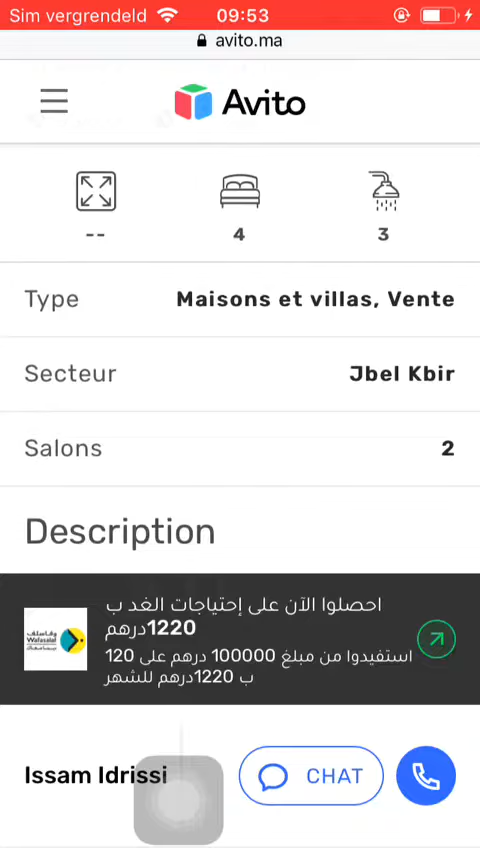 Sim vergrendeld 09:53
avito.ma
Avito
-- 4 3
Type Maisons et villas, Vente
Secteur Jbel Kbir
Salons 2
Description
احصلوا الآن على إحتياجات الغد ب
1220درهم
استفيدوا من مبلغ 100000 درهم على 120
ب 1220درهم للشهر
وفاسلف
Wafasalaf
Issam Idrissi CHAT